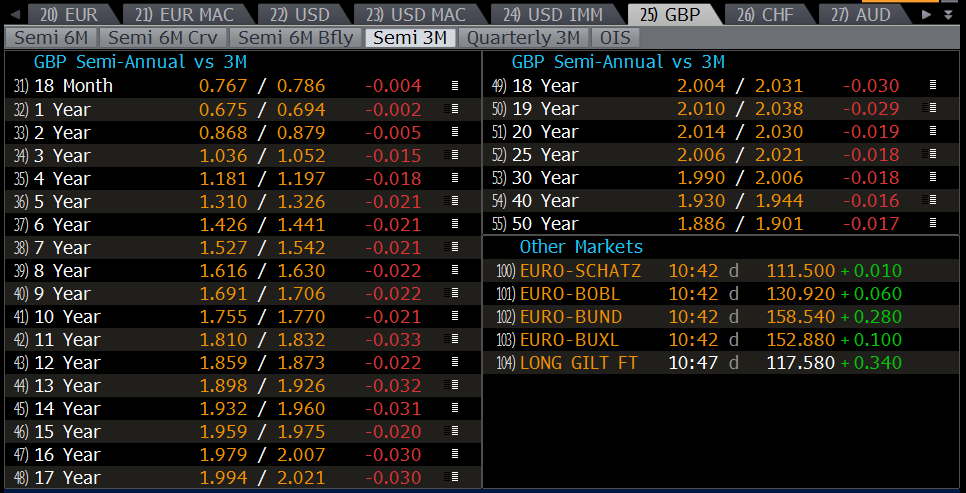 20) EUR 21) EUR MAC 22) USD 23) USD MAC 24) USD IMM 25) GBP 26) CHF 27) AUD
Semi 6M Semi 6M Crv Semi 6M Bfly Semi 3M Quarterly 3M OIS
GBP Semi-Annual vs 3M
31) 18 Month 0.767 / 0.786 -0.004
32) 1 Year 0.675 / 0.694 -0.002
33) 2 Year 0.868 / 0.879 -0.005
34) 3 Year 1.036 / 1.052 -0.015
35) 4 Year 1.181 / 1.197 -0.018
36) 5 Year 1.310 / 1.326 -0.021
37) 6 Year 1.426 / 1.441 -0.021
38) 7 Year 1.527 / 1.542 -0.021
39) 8 Year 1.616 / 1.630 -0.022
40) 9 Year 1.691 / 1.706 -0.022
41) 10 Year 1.755 / 1.770 -0.021
42) 11 Year 1.810 / 1.832 -0.033
43) 12 Year 1.859 / 1.873 -0.022
44) 13 Year 1.898 / 1.926 -0.032
45) 14 Year 1.932 / 1.960 -0.031
46) 15 Year 1.959 / 1.975 -0.020
47) 16 Year 1.979 / 2.007 -0.030
48) 17 Year 1.994 / 2.021 -0.030
GBP Semi-Annual vs 3M
49) 18 Year 2.004 / 2.031 -0.030
50) 19 Year 2.010 / 2.038 -0.029
51) 20 Year 2.014 / 2.030 -0.019
52) 25 Year 2.006 / 2.021 -0.018
53) 30 Year 1.990 / 2.006 -0.018
54) 40 Year 1.930 / 1.944 -0.016
55) 50 Year 1.886 / 1.901 -0.017
Other Markets
100) EURO-SCHATZ 10:42 d 111.500 + 0.010
101) EURO-BOBL 10:42 d 130.920 + 0.060
102) EURO-BUND 10:42 d 158.540 + 0.280
103) EURO-BUXL 10:42 d 152.880 + 0.100
104) LONG GILT FT 10:47 d 117.580 + 0.340